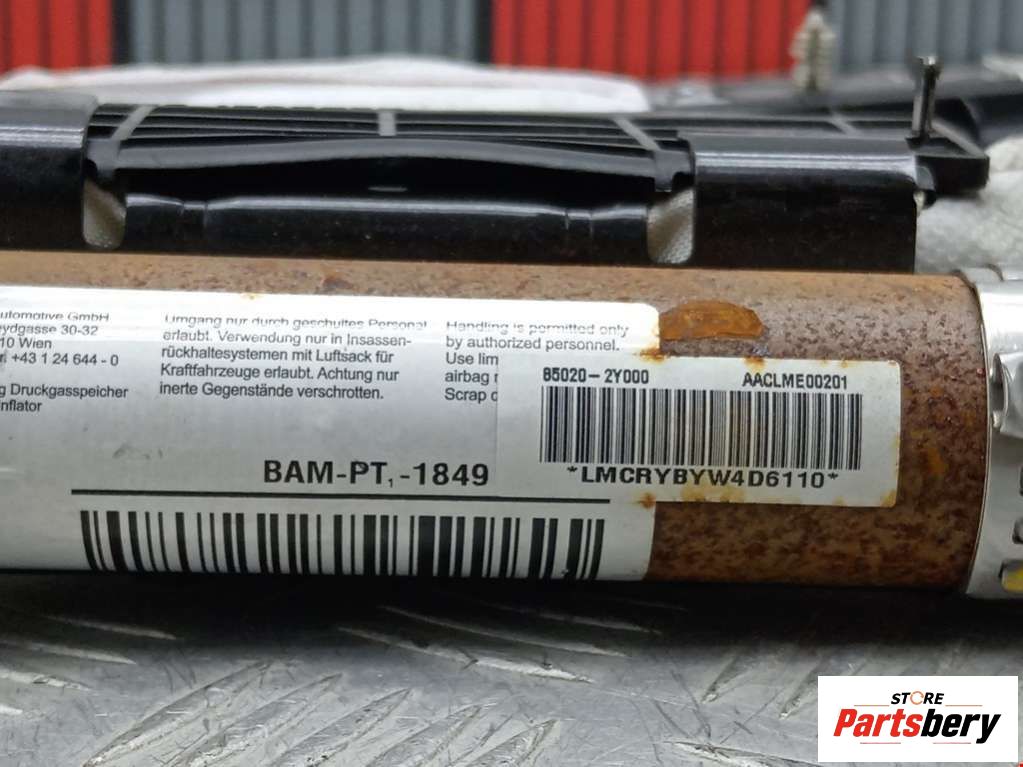 utomotive GmbH
eydgasse 30-32
10 Wien
+43 1 24 644 - 0
g Druckgasspeicher
nflator
Umgang nur durch geschultes Personal
erlaubt. Verwendung nur in Insassen-
rückhaltesystemen mit Luftsack für
Kraftfahrzeuge erlaubt. Achtung nur
inerte Gegenstände verschrotten.
Handling is permitted only
by authorized personnel.
Use lim
airbag
Scrap
85020-2Y000 AACLME00201
*LMCRYBYW4D6110*
BAM-PT₁-1849
STORE
Partsbery